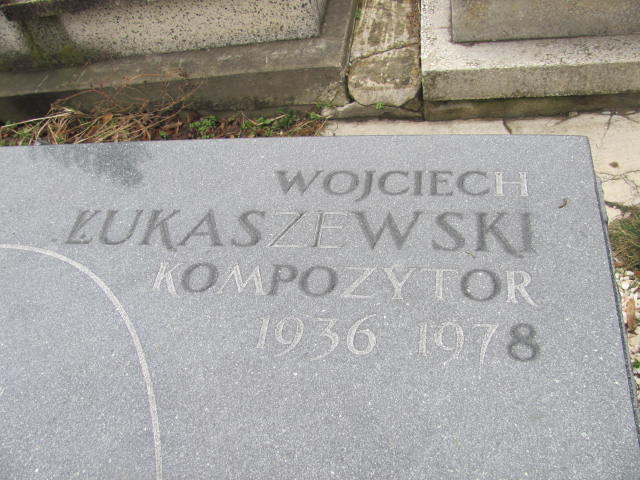 WOJCIECH
ŁUKASZEWSKI
KOMPOZYTOR
1936 1978